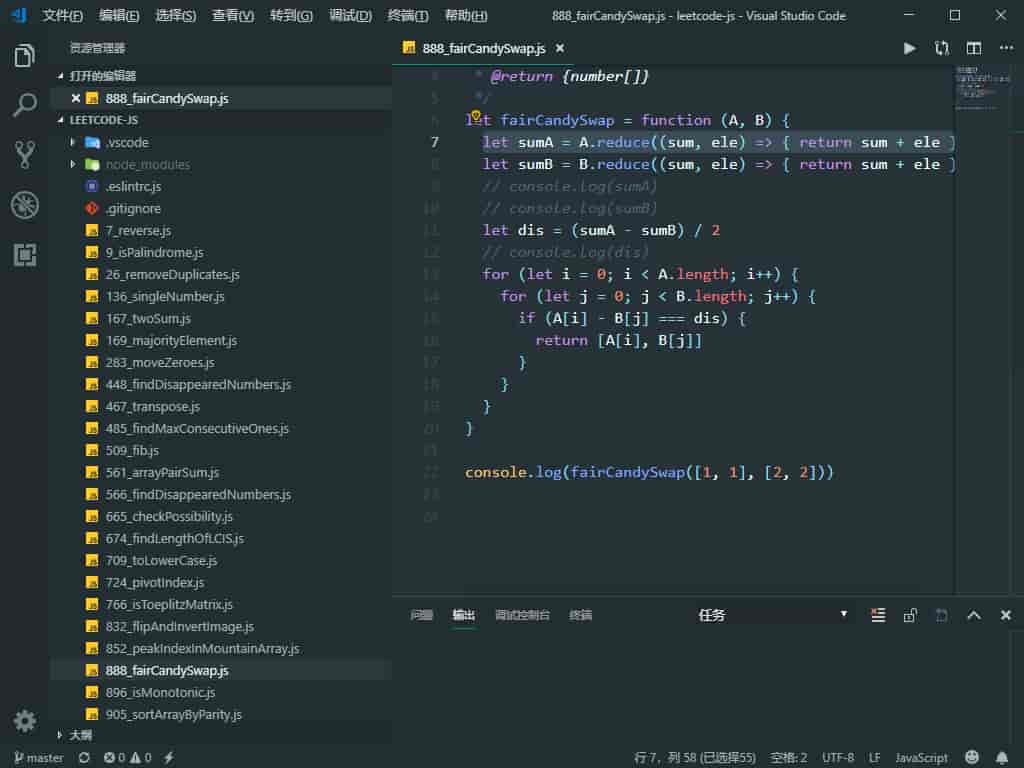 文件(F) 编辑(E) 选择(S) 查看(V) 转到(G) 调试(D) 终端(T) 帮助(H) 888_fairCandySwap.js - leetcode-js - Visual Studio Code
资源管理器
打开的编辑器
888_fairCandySwap.js
LEETCODE-JS
.vscode
node_modules
.eslintrc.js
.gitignore
7_reverse.js
9_isPalindrome.js
26_removeDuplicates.js
136_singleNumber.js
167_twoSum.js
169_majorityElement.js
283_moveZeroes.js
448_findDisappearedNumbers.js
467_transpose.js
485_findMaxConsecutiveOnes.js
509_fib.js
561_arrayPairSum.js
566_findDisappearedNumbers.js
665_checkPossibility.js
674_findLengthOfLCIS.js
709_toLowerCase.js
724_pivotIndex.js
766_isToeplitzMatrix.js
832_flipAndInvertImage.js
852_peakIndexInMountainArray.js
888_fairCandySwap.js
896_isMonotonic.js
905_sortArrayByParity.js
大纲
888_fairCandySwap.js
4 * @return {number[]}
5 */
6 let fairCandySwap = function (A, B) {
7 let sumA = A.reduce((sum, ele) => { return sum + ele }
8 let sumB = B.reduce((sum, ele) => { return sum + ele }
9 // console.log(sumA)
10 // console.log(sumB)
11 let dis = (sumA - sumB) / 2
12 // console.log(dis)
13 for (let i = 0; i < A.length; i++) {
14 for (let j = 0; j < B.length; j++) {
15 if (A[i] - B[j] === dis) {
16 return [A[i], B[j]]
17 }
18 }
19 }
20 }
22 console.log(fairCandySwap([1, 1], [2, 2]))
23
24
问题 输出 调试控制台 终端 任务
master 0 0 行 7，列 58 (已选择55) 空格: 2 UTF-8 LF JavaScript